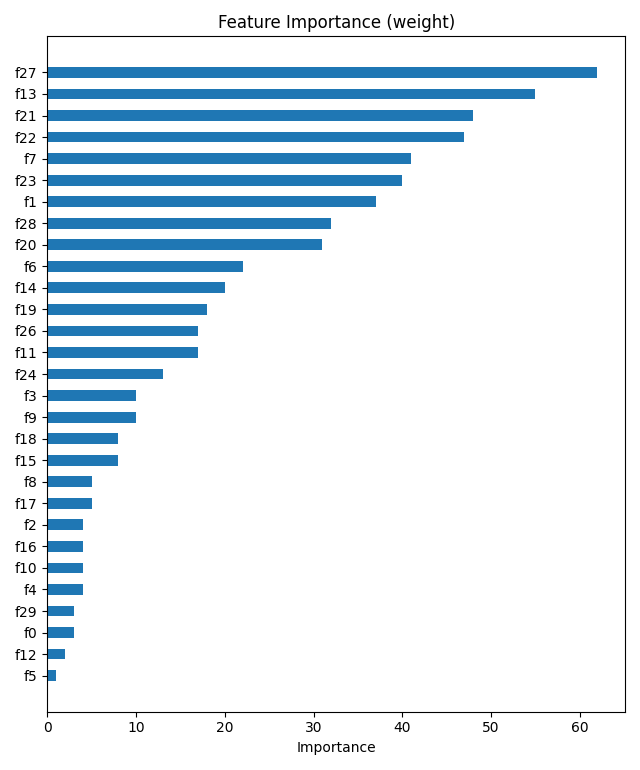 Feature Importance (weight)
f27
f13
f21
f22
f7
f23
f1
f28
f20
f6
f14
f19
f26
f11
f24
f3
f9
f18
f15
f8
f17
f2
f16
f10
f4
f29
f0
f12
f5
0 10 20 30 40 50 60
Importance